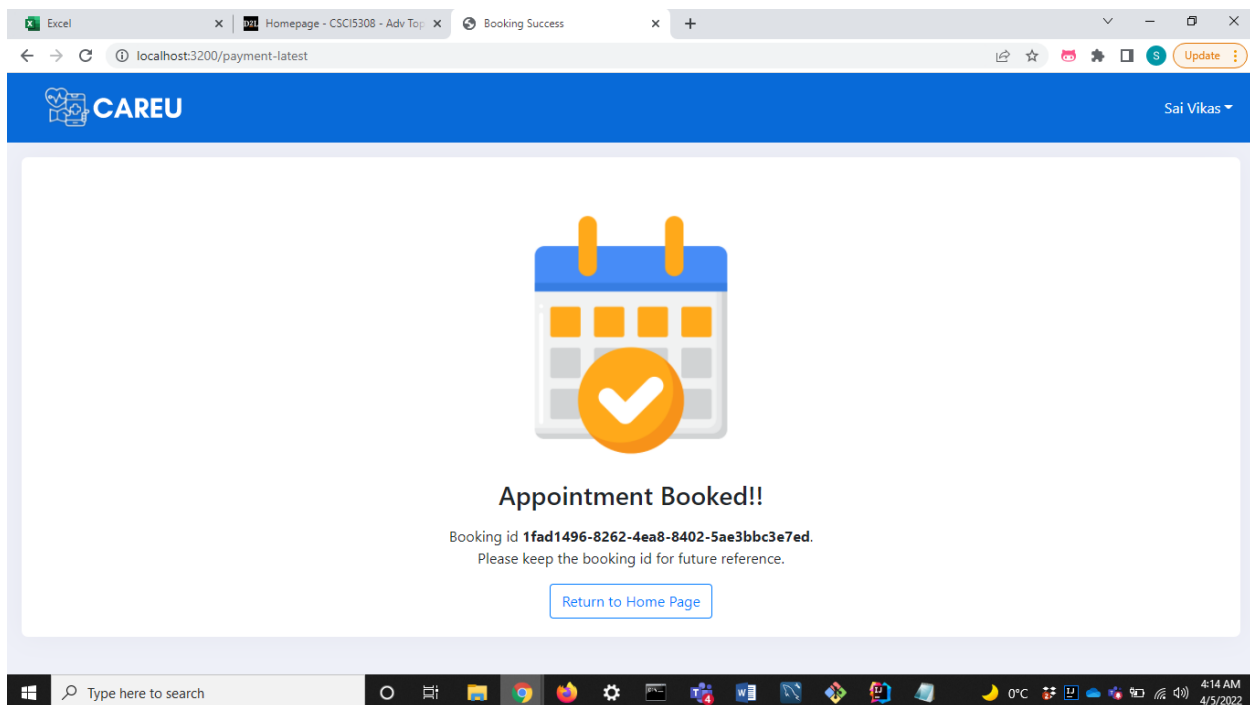 Excel
Homepage - CSCI5308 - Adv Top
Booking Success
localhost:3200/payment-latest
S
Update
CAREU
Sai Vikas
Appointment Booked!!
Booking id 1fad1496-8262-4ea8-8402-5ae3bbc3e7ed.
Please keep the booking id for future reference.
Return to Home Page
Type here to search
0°C
4:14 AM
4/5/2022